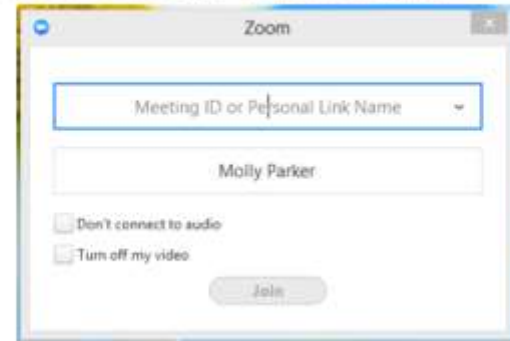 Zoom
Meeting ID or Personal Link Name
Molly Parker
Don't connect to audio
Turn off my video
Join